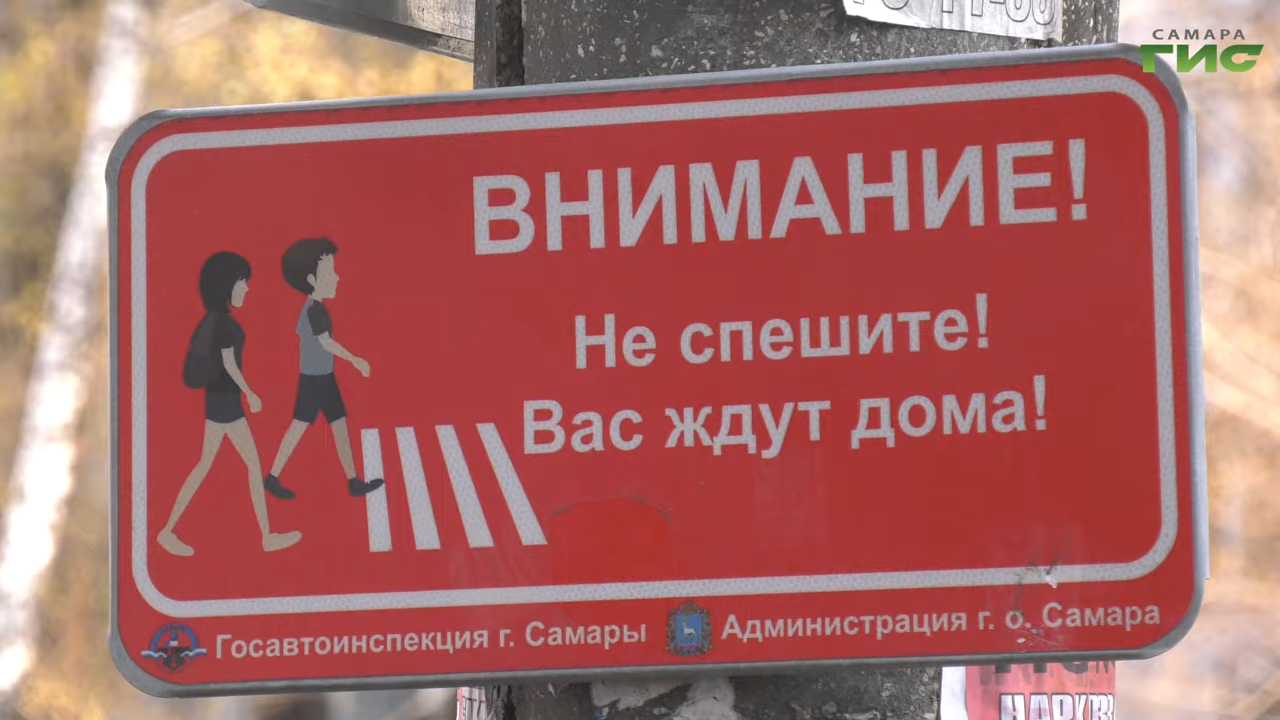 САМАРА
ГИС
ВНИМАНИЕ!
Не спешите!
Вас ждут дома!
Госавтоинспекция г. Самары
Администрация г. о. Самара